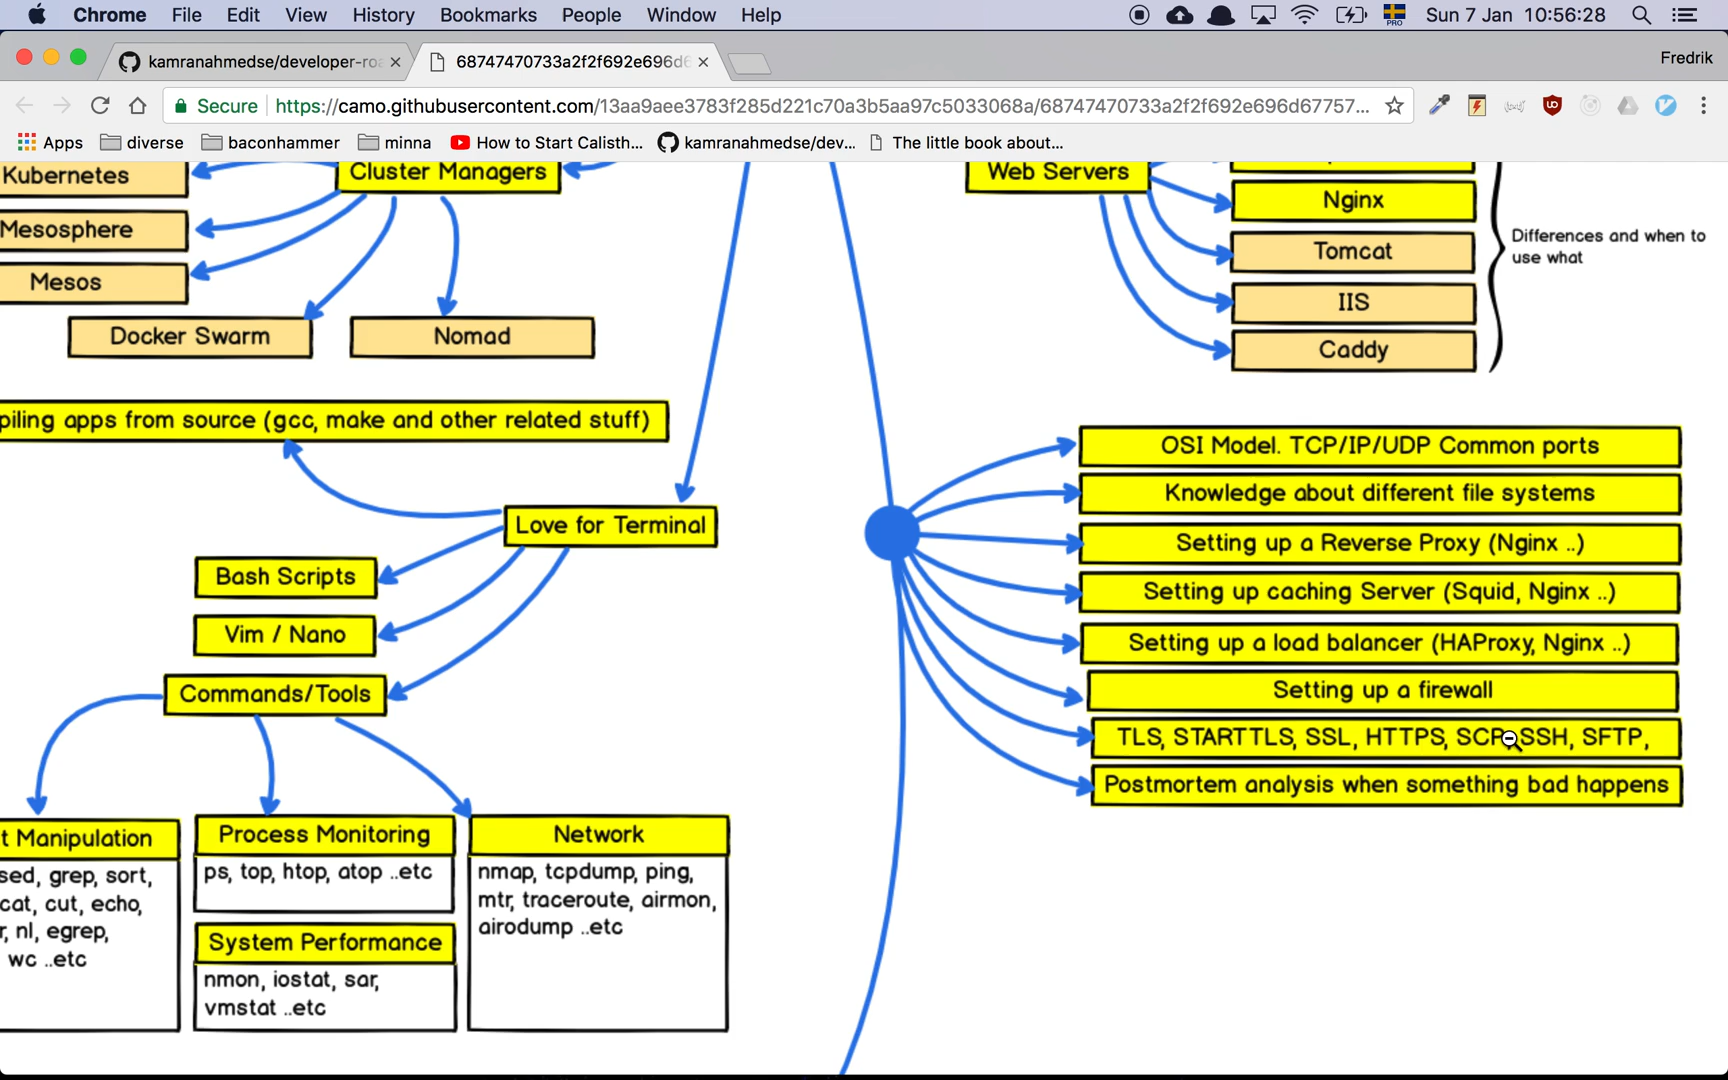 Chrome File Edit View History Bookmarks People Window Help
PRO
Sun 7 Jan 10:56:28
kamranahmedse/developer-roa
68747470733a2f2f692e696d6
Fredrik
Secure https://camo.githubusercontent.com/13aa9aee3783f285d221c70a3b5aa97c5033068a/68747470733a2f2f692e696d67757...
Apps diverse baconhammer minna How to Start Calisth... kamranahmedse/dev... The little book about...
Kubernetes
Cluster Managers
Mesosphere
Mesos
Docker Swarm
Nomad
Web Servers
Nginx
Tomcat
IIS
Caddy
Differences and when to
use what
piling apps from source (gcc, make and other related stuff)
Love for Terminal
Bash Scripts
Vim / Nano
Commands/Tools
OSI Model. TCP/IP/UDP Common ports
Knowledge about different file systems
Setting up a Reverse Proxy (Nginx ..)
Setting up caching Server (Squid, Nginx ..)
Setting up a load balancer (HAProxy, Nginx ..)
Setting up a firewall
TLS, STARTTLS, SSL, HTTPS, SCP, SSH, SFTP,
Postmortem analysis when something bad happens
t Manipulation
sed, grep, sort,
cat, cut, echo,
r, nl, egrep,
wc ..etc
Process Monitoring
ps, top, htop, atop ..etc
System Performance
nmon, iostat, sar,
vmstat ..etc
Network
nmap, tcpdump, ping,
mtr, traceroute, airmon,
airodump ..etc